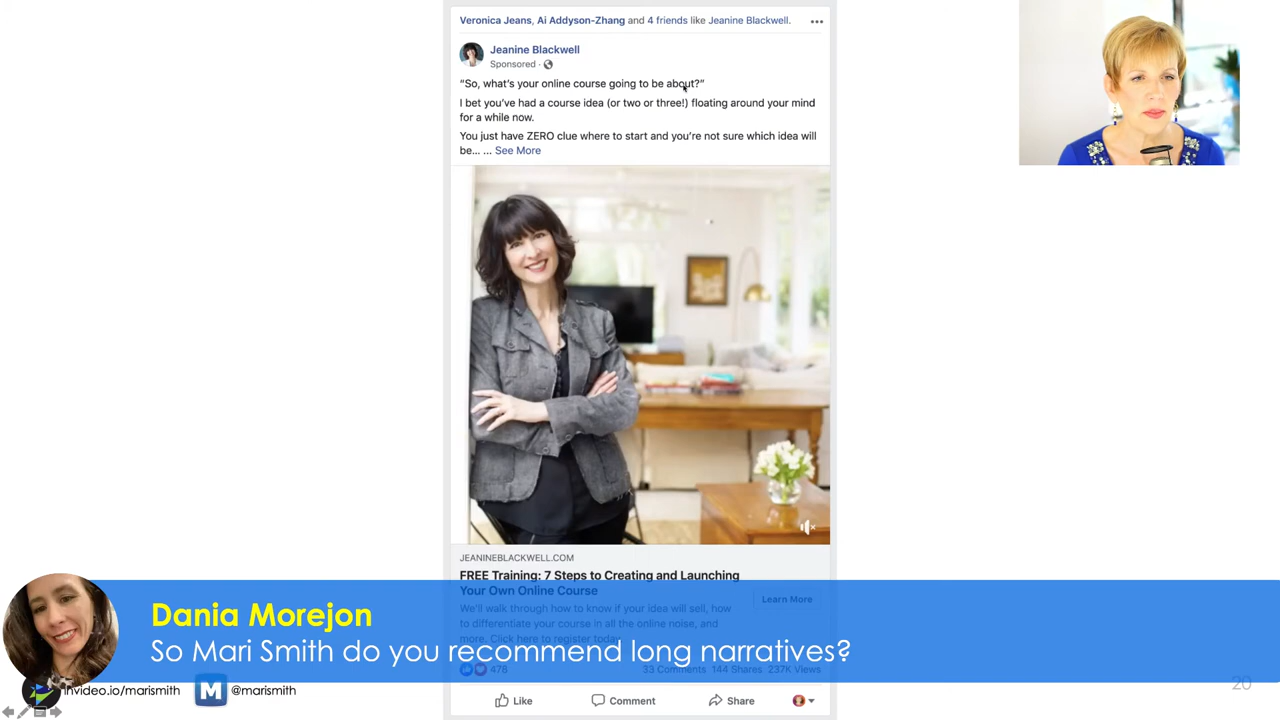 Veronica Jeans, Ai Addyson-Zhang and 4 friends like Jeanine Blackwell.
Jeanine Blackwell
Sponsored ·
“So, what’s your online course going to be about?”
I bet you’ve had a course idea (or two or three!) floating around your mind
for a while now.
You just have ZERO clue where to start and you’re not sure which idea will
be... ... See More
JEANINEBLACKWELL.COM
FREE Training: 7 Steps to Creating and Launching
Your Own Online Course
Learn More
We’ll walk through how to know if your idea will sell, how
to differentiate your course in all the online noise, and
more. Click here to register today.
Dania Morejon
So Mari Smith do you recommend long narratives?
478
33 Comments 144 Shares 237K Views
invideo.io/marismith
M @marismith
Like Comment Share
20